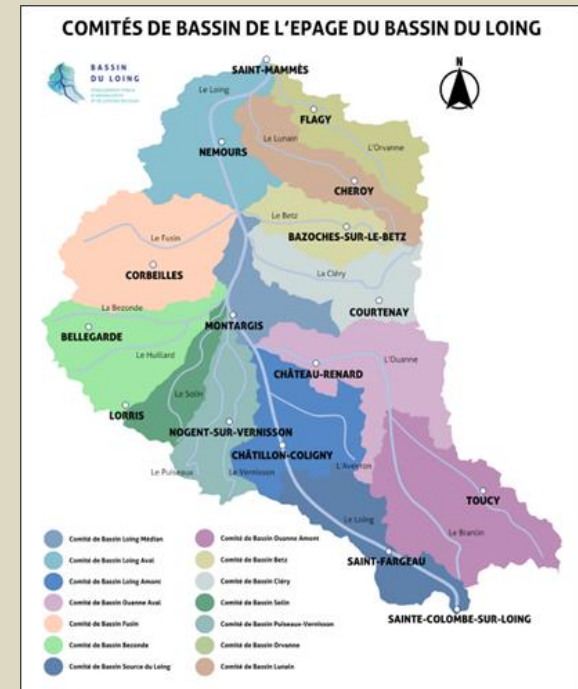 COMITÉS DE BASSIN DE L'EPAGE DU BASSIN DU LOING
BASSIN
DU LOING
N
SAINT-MAMMÈS
Le Loing
FLAGY
L'Orvanne
Le Lunain
NEMOURS
CHEROY
Le Betz
BAZOCHES-SUR-LE-BETZ
Le Fusin
CORBEILLES
La Cléry
COURTENAY
La Bezonde
MONTARGIS
BELLEGARDE
Le Huillard
L'Ouanne
CHÂTEAU-RENARD
Le Solin
LORRIS
NOGENT-SUR-VERNISSON
CHÂTILLON-COLIGNY
Le Puiseaux
Le Vernisson
L'Aveyron
TOUCY
Le Loing
Le Branlin
SAINT-FARGEAU
SAINTE-COLOMBE-SUR-LOING
Comité de Bassin Loing Médian
Comité de Bassin Loing Aval
Comité de Bassin Loing Amont
Comité de Bassin Ouanne Aval
Comité de Bassin Fusin
Comité de Bassin Bezonde
Comité de Bassin Source du Loing
Comité de Bassin Ouanne Amont
Comité de Bassin Betz
Comité de Bassin Cléry
Comité de Bassin Solin
Comité de Bassin Puiseaux-Vernisson
Comité de Bassin Orvanne
Comité de Bassin Lunain